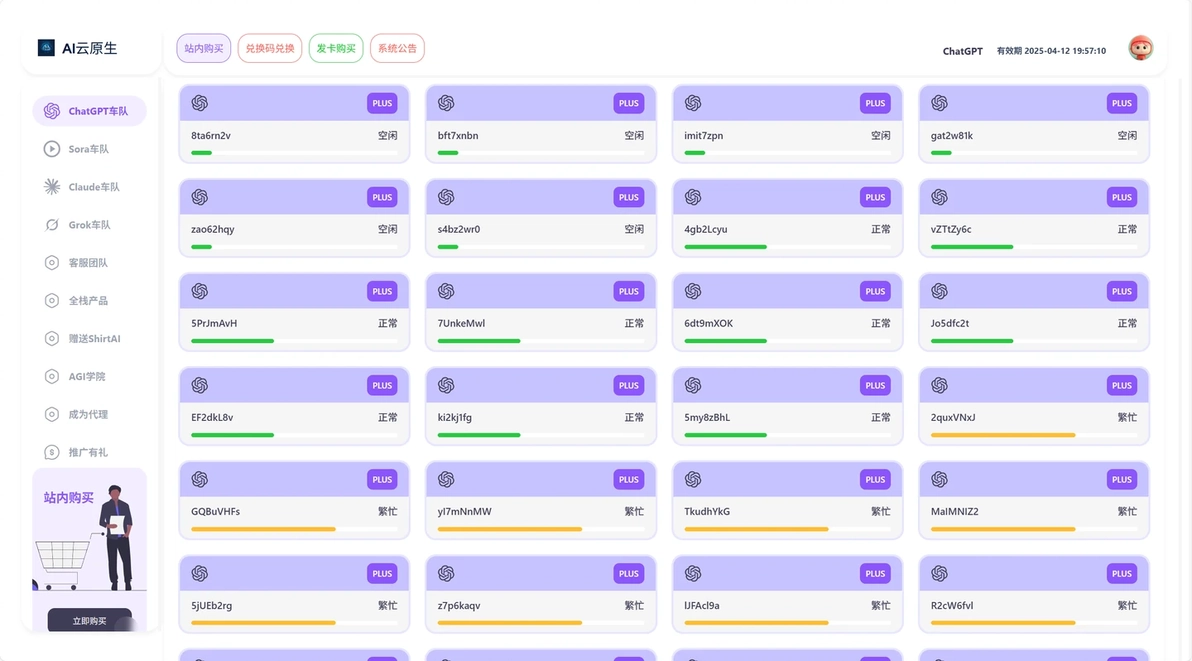 AI云原生
站内购买 兑换码兑换 发卡购买 系统公告
ChatGPT 有效期 2025-04-12 19:57:10
ChatGPT车队
Sora车队
Claude车队
Grok车队
客服团队
全栈产品
赠送ShirtAI
AGI学院
成为代理
推广有礼
站内购买
立即购买
PLUS PLUS PLUS PLUS
8ta6rn2v 空闲 bft7xnbn 空闲 imit7zpn 空闲 gat2w81k 空闲
PLUS PLUS PLUS PLUS
zao62hqy 空闲 s4bz2wr0 空闲 4gb2Lcyu 正常 vZTtZy6c 正常
PLUS PLUS PLUS PLUS
5PrJmAvH 正常 7UnkeMwl 正常 6dt9mXOK 正常 Jo5dfc2t 正常
PLUS PLUS PLUS PLUS
EF2dkL8v 正常 ki2kj1fg 正常 5my8zBhL 正常 2quxVNxJ 繁忙
PLUS PLUS PLUS PLUS
GQBuVHFs 繁忙 yl7mNnMW 繁忙 TkudhYkG 繁忙 MaIMNIZ2 繁忙
PLUS PLUS PLUS PLUS
5jUEb2rg 繁忙 z7p6kaqv 繁忙 lJFAcl9a 繁忙 R2cW6fvl 繁忙